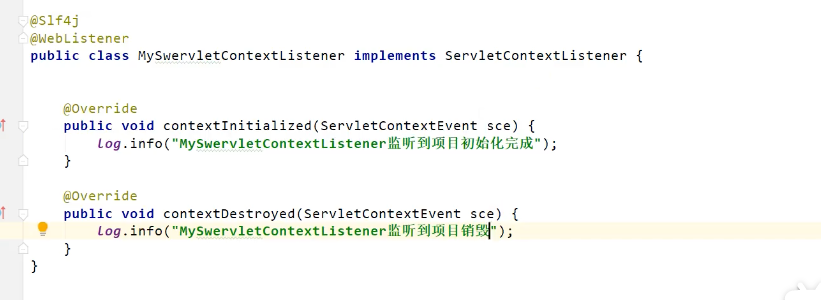 @Slf4j
@WebListener
public class MySwervletContextListener implements ServletContextListener {
@Override
public void contextInitialized(ServletContextEvent sce) {
log.info("MySwervletContextListener监听到项目初始化完成");
}
@Override
public void contextDestroyed(ServletContextEvent sce) {
log.info("MySwervletContextListener监听到项目销毁");
}
}